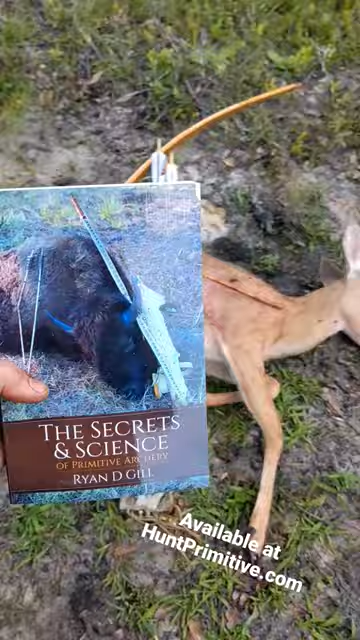 THE SECRETS
& SCIENCE
OF PRIMITIVE ARCHERY
RYAN D GILL
Available at
HuntPrimitive.com